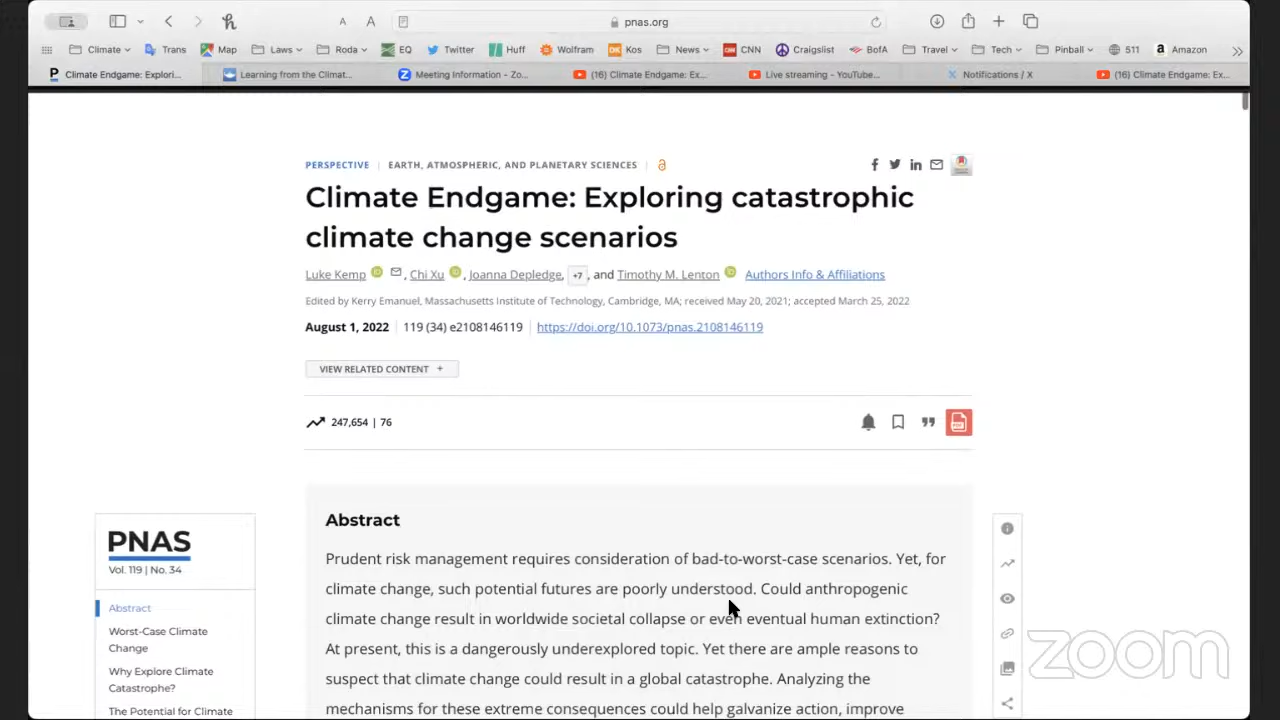 pnas.org
Climate
Trans
Map
Laws
Roda
EQ
Twitter
Huff
Wolfram
Kos
News
CNN
Craigslist
BofA
Travel
Tech
Pinball
511
Amazon
Climate Endgame: Explori...
Learning from the Climat...
Meeting Information - Zo...
(16) Climate Endgame: Ex...
Live streaming - YouTube...
Notifications / X
(16) Climate Endgame: Ex...
PERSPECTIVE | EARTH, ATMOSPHERIC, AND PLANETARY SCIENCES
Climate Endgame: Exploring catastrophic
climate change scenarios
Luke Kemp, Chi Xu, Joanna Depledge, +7, and Timothy M. Lenton Authors Info & Affiliations
Edited by Kerry Emanuel, Massachusetts Institute of Technology, Cambridge, MA; received May 20, 2021; accepted March 25, 2022
August 1, 2022 | 119 (34) e2108146119 | https://doi.org/10.1073/pnas.2108146119
VIEW RELATED CONTENT +
247,654 | 76
Abstract
Prudent risk management requires consideration of bad-to-worst-case scenarios. Yet, for
climate change, such potential futures are poorly understood. Could anthropogenic
climate change result in worldwide societal collapse or even eventual human extinction?
At present, this is a dangerously underexplored topic. Yet there are ample reasons to
suspect that climate change could result in a global catastrophe. Analyzing the
mechanisms for these extreme consequences could help galvanize action, improve
PNAS
Vol. 119 | No. 34
Abstract
Worst-Case Climate
Change
Why Explore Climate
Catastrophe?
The Potential for Climate
zoom